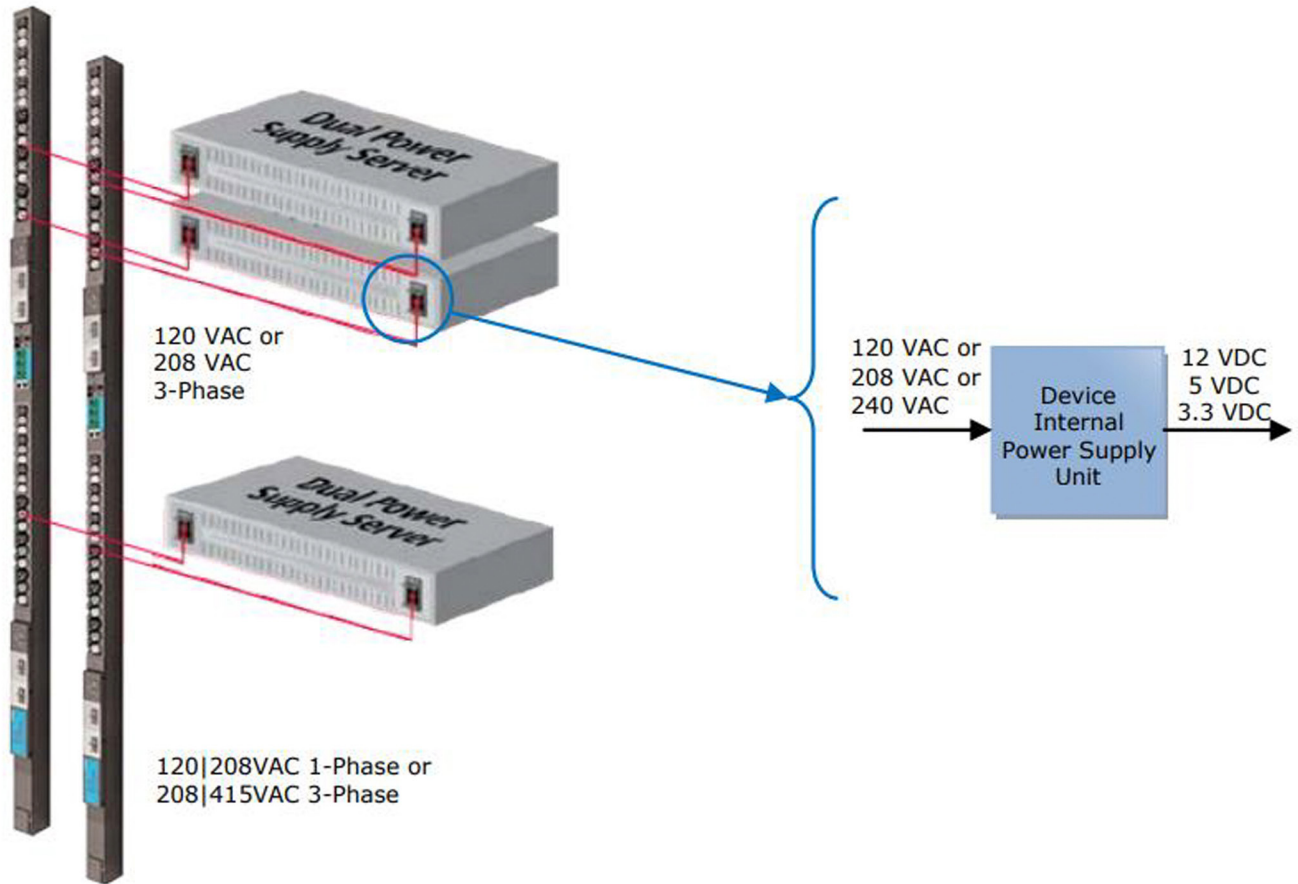 Dual Power
Supply Server
120 VAC or
208 VAC
3-Phase
Dual Power
Supply Server
120|208VAC 1-Phase or
208|415VAC 3-Phase
120 VAC or
208 VAC or
240 VAC
Device
Internal
Power Supply
Unit
12 VDC
5 VDC
3.3 VDC